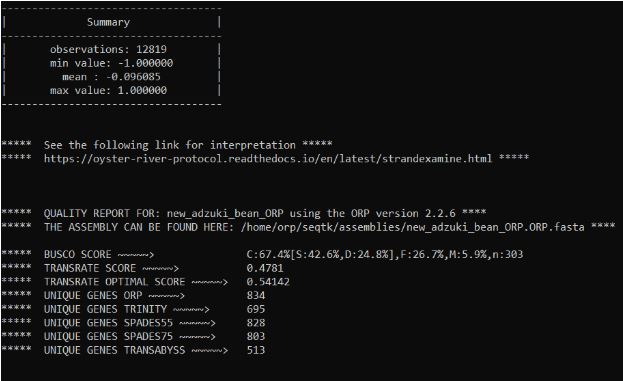 -----------------------------------
| Summary |
-----------------------------------
| observations: 12819 |
| min value: -1.000000 |
| mean : -0.096085 |
| max value: 1.000000 |
-----------------------------------
***** See the following link for interpretation *****
***** https://oyster-river-protocol.readthedocs.io/en/latest/strandexamine.html *****
***** QUALITY REPORT FOR: new_adzuki_bean_ORP using the ORP version 2.2.6 ****
***** THE ASSEMBLY CAN BE FOUND HERE: /home/orp/seqtk/assemblies/new_adzuki_bean_ORP.ORP.fasta ****
***** BUSCO SCORE ~~~~~> C:67.4%[S:42.6%,D:24.8%],F:26.7%,M:5.9%,n:303
***** TRANSRATE SCORE ~~~~~> 0.4781
***** TRANSRATE OPTIMAL SCORE ~~~~~> 0.54142
***** UNIQUE GENES ORP ~~~~~> 834
***** UNIQUE GENES TRINITY ~~~~~> 695
***** UNIQUE GENES SPADES55 ~~~~~> 828
***** UNIQUE GENES SPADES75 ~~~~~> 803
***** UNIQUE GENES TRANSABYSS ~~~~~> 513